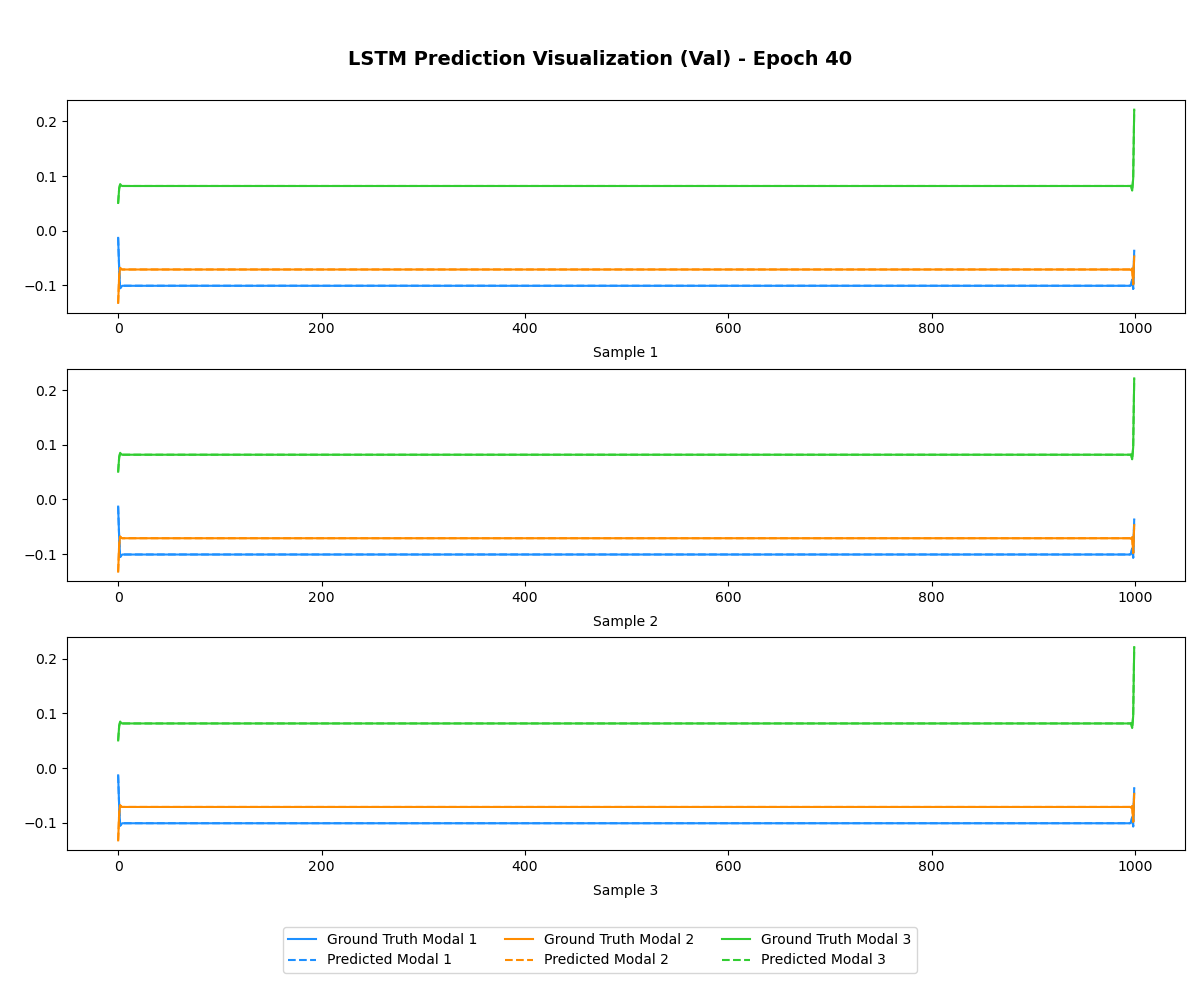 LSTM Prediction Visualization (Val) - Epoch 40
0.2
0.1
0.0
−0.1
0 200 400 600 800 1000
Sample 1
0.2
0.1
0.0
−0.1
0 200 400 600 800 1000
Sample 2
0.2
0.1
0.0
−0.1
0 200 400 600 800 1000
Sample 3
Ground Truth Modal 1 Ground Truth Modal 2 Ground Truth Modal 3
Predicted Modal 1 Predicted Modal 2 Predicted Modal 3